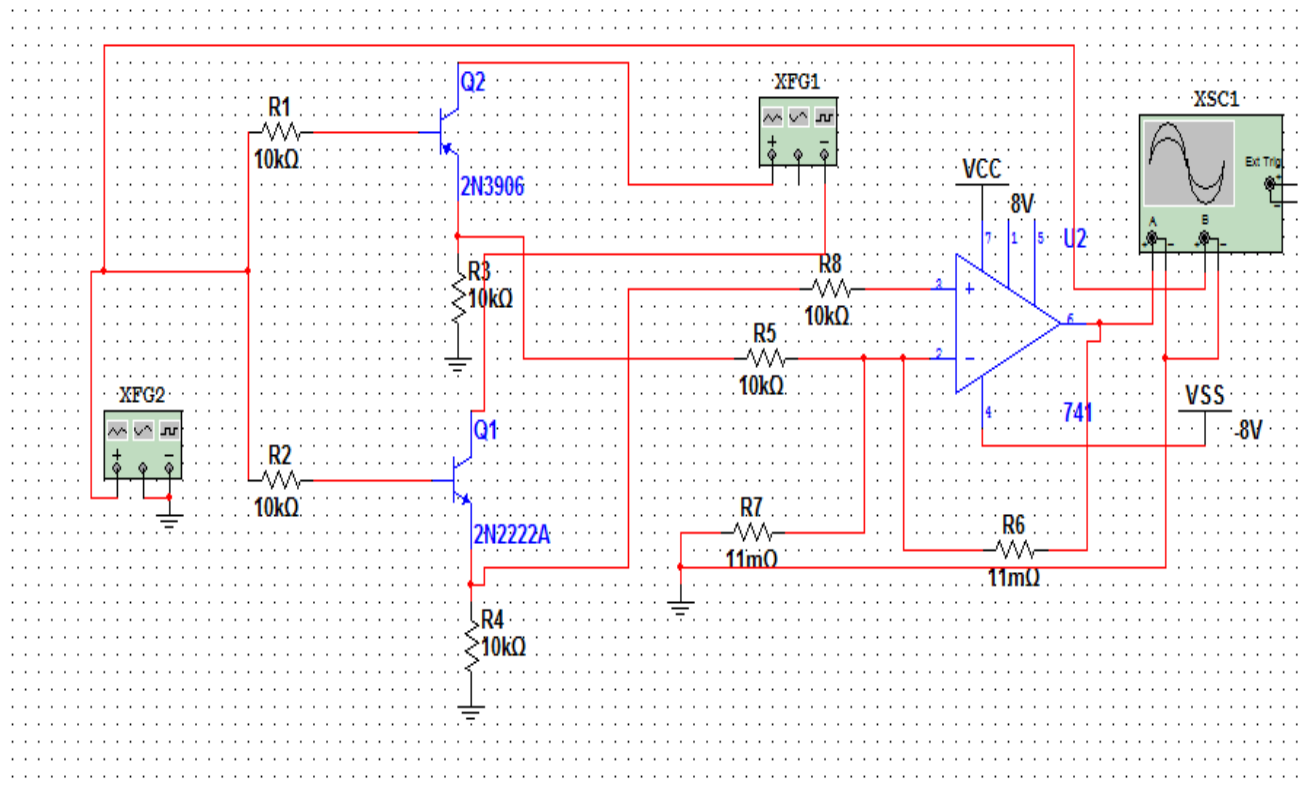 Q2
XFG1
XSC1
R1
10kΩ
+
−
Ext Trig
+
−
2N3906
VCC
8V
A
B
+
−
+
−
7
1
5
U2
R3
10kΩ
R8
10kΩ
3
+
6
R5
10kΩ
2
−
XFG2
+
−
Q1
4
741
VSS
-8V
R2
10kΩ
R7
11mΩ
R6
11mΩ
2N2222A
R4
10kΩ